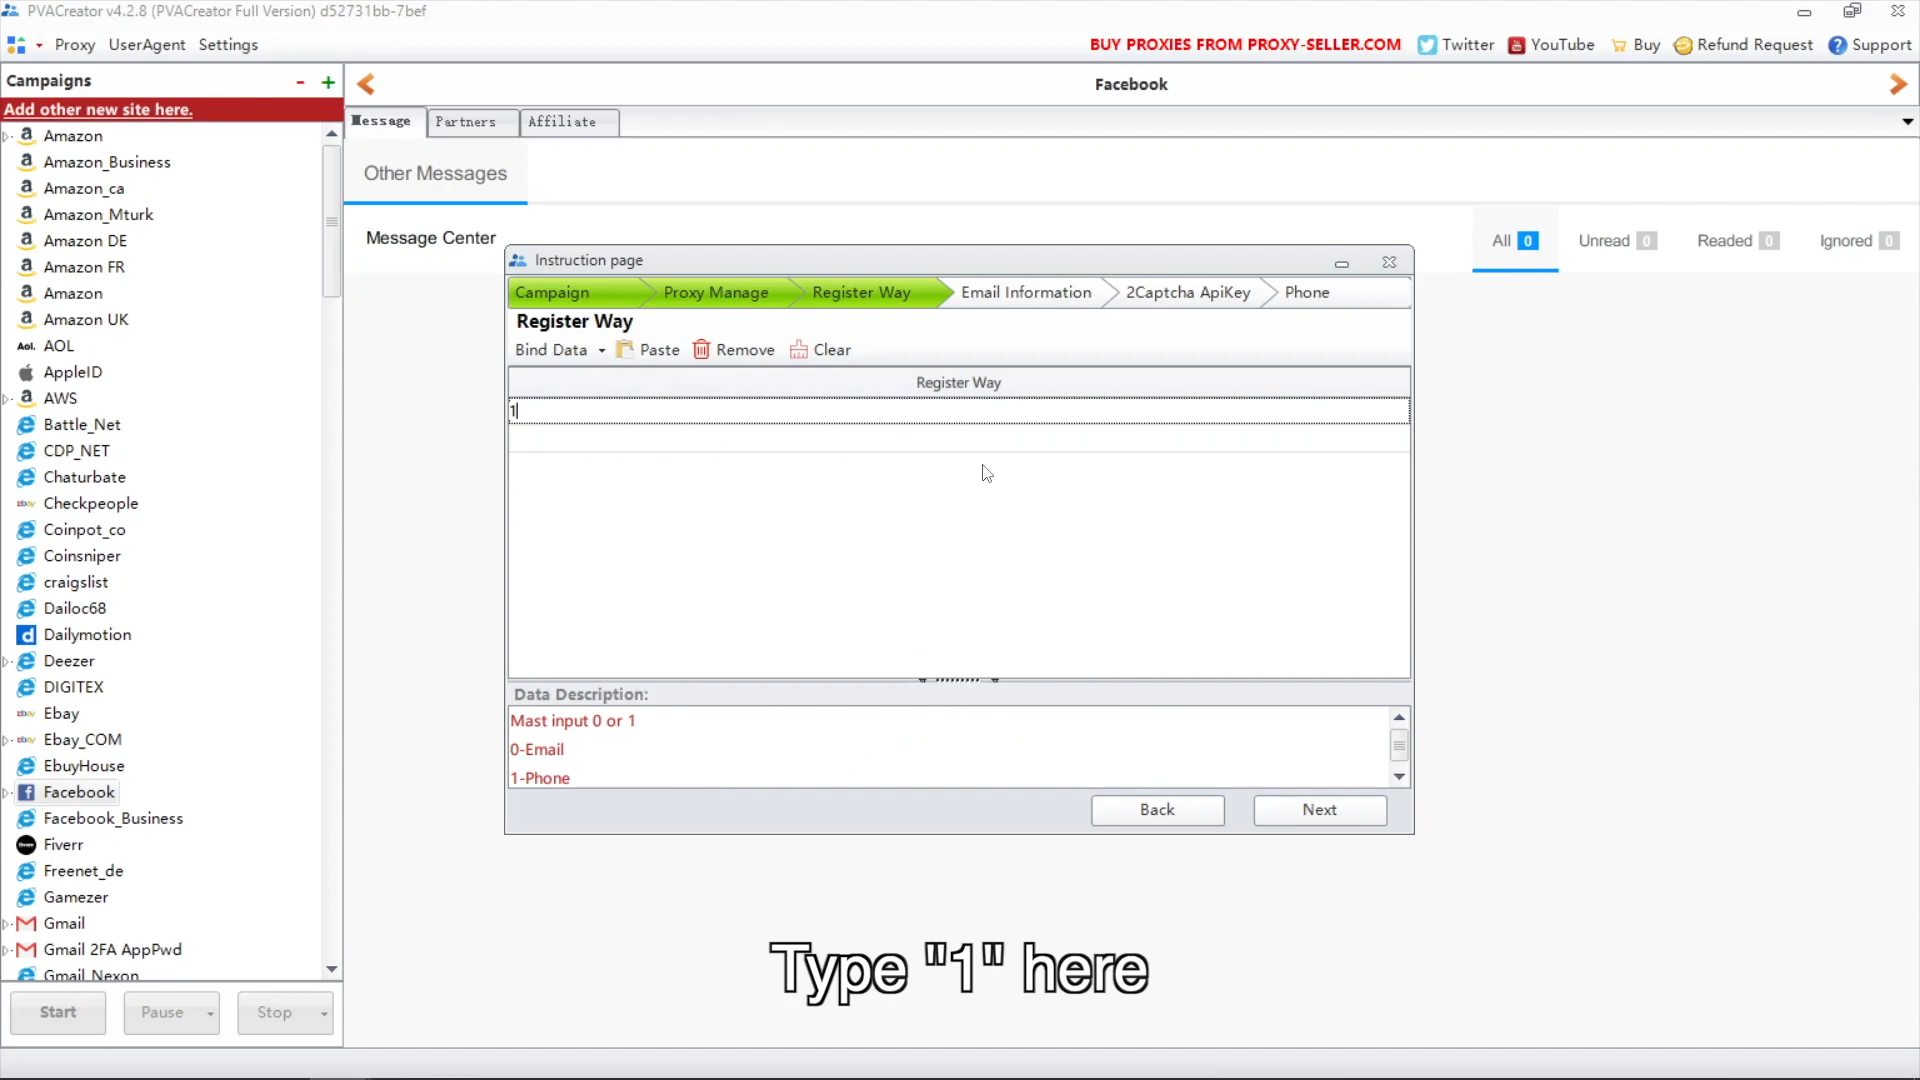 PVACreator v4.2.8 (PVACreator Full Version) d52731bb-7bef
Proxy UserAgent Settings
BUY PROXIES FROM PROXY-SELLER.COM Twitter YouTube Buy Refund Request Support
Campaigns - +
Add other new site here.
Amazon
Amazon_Business
Amazon_ca
Amazon_Mturk
Amazon DE
Amazon FR
Amazon
Amazon UK
Aol. AOL
AppleID
AWS
Battle_Net
CDP_NET
Chaturbate
Checkpeople
Coinpot_co
Coinsniper
craigslist
Dailoc68
Dailymotion
Deezer
DIGITEX
Ebay
Ebay_COM
EbuyHouse
Facebook
Facebook_Business
Fiverr
Freenet_de
Gamezer
Gmail
Gmail 2FA AppPwd
Gmail Nexon
Start Pause Stop
Facebook
Message Partners Affiliate
Other Messages
Message Center
All 0 Unread 0 Readed 0 Ignored 0
Instruction page
Campaign Proxy Manage Register Way Email Information 2Captcha ApiKey Phone
Register Way
Bind Data Paste Remove Clear
Register Way
1
Data Description:
Mast input 0 or 1
0-Email
1-Phone
Back Next
Type "1" here